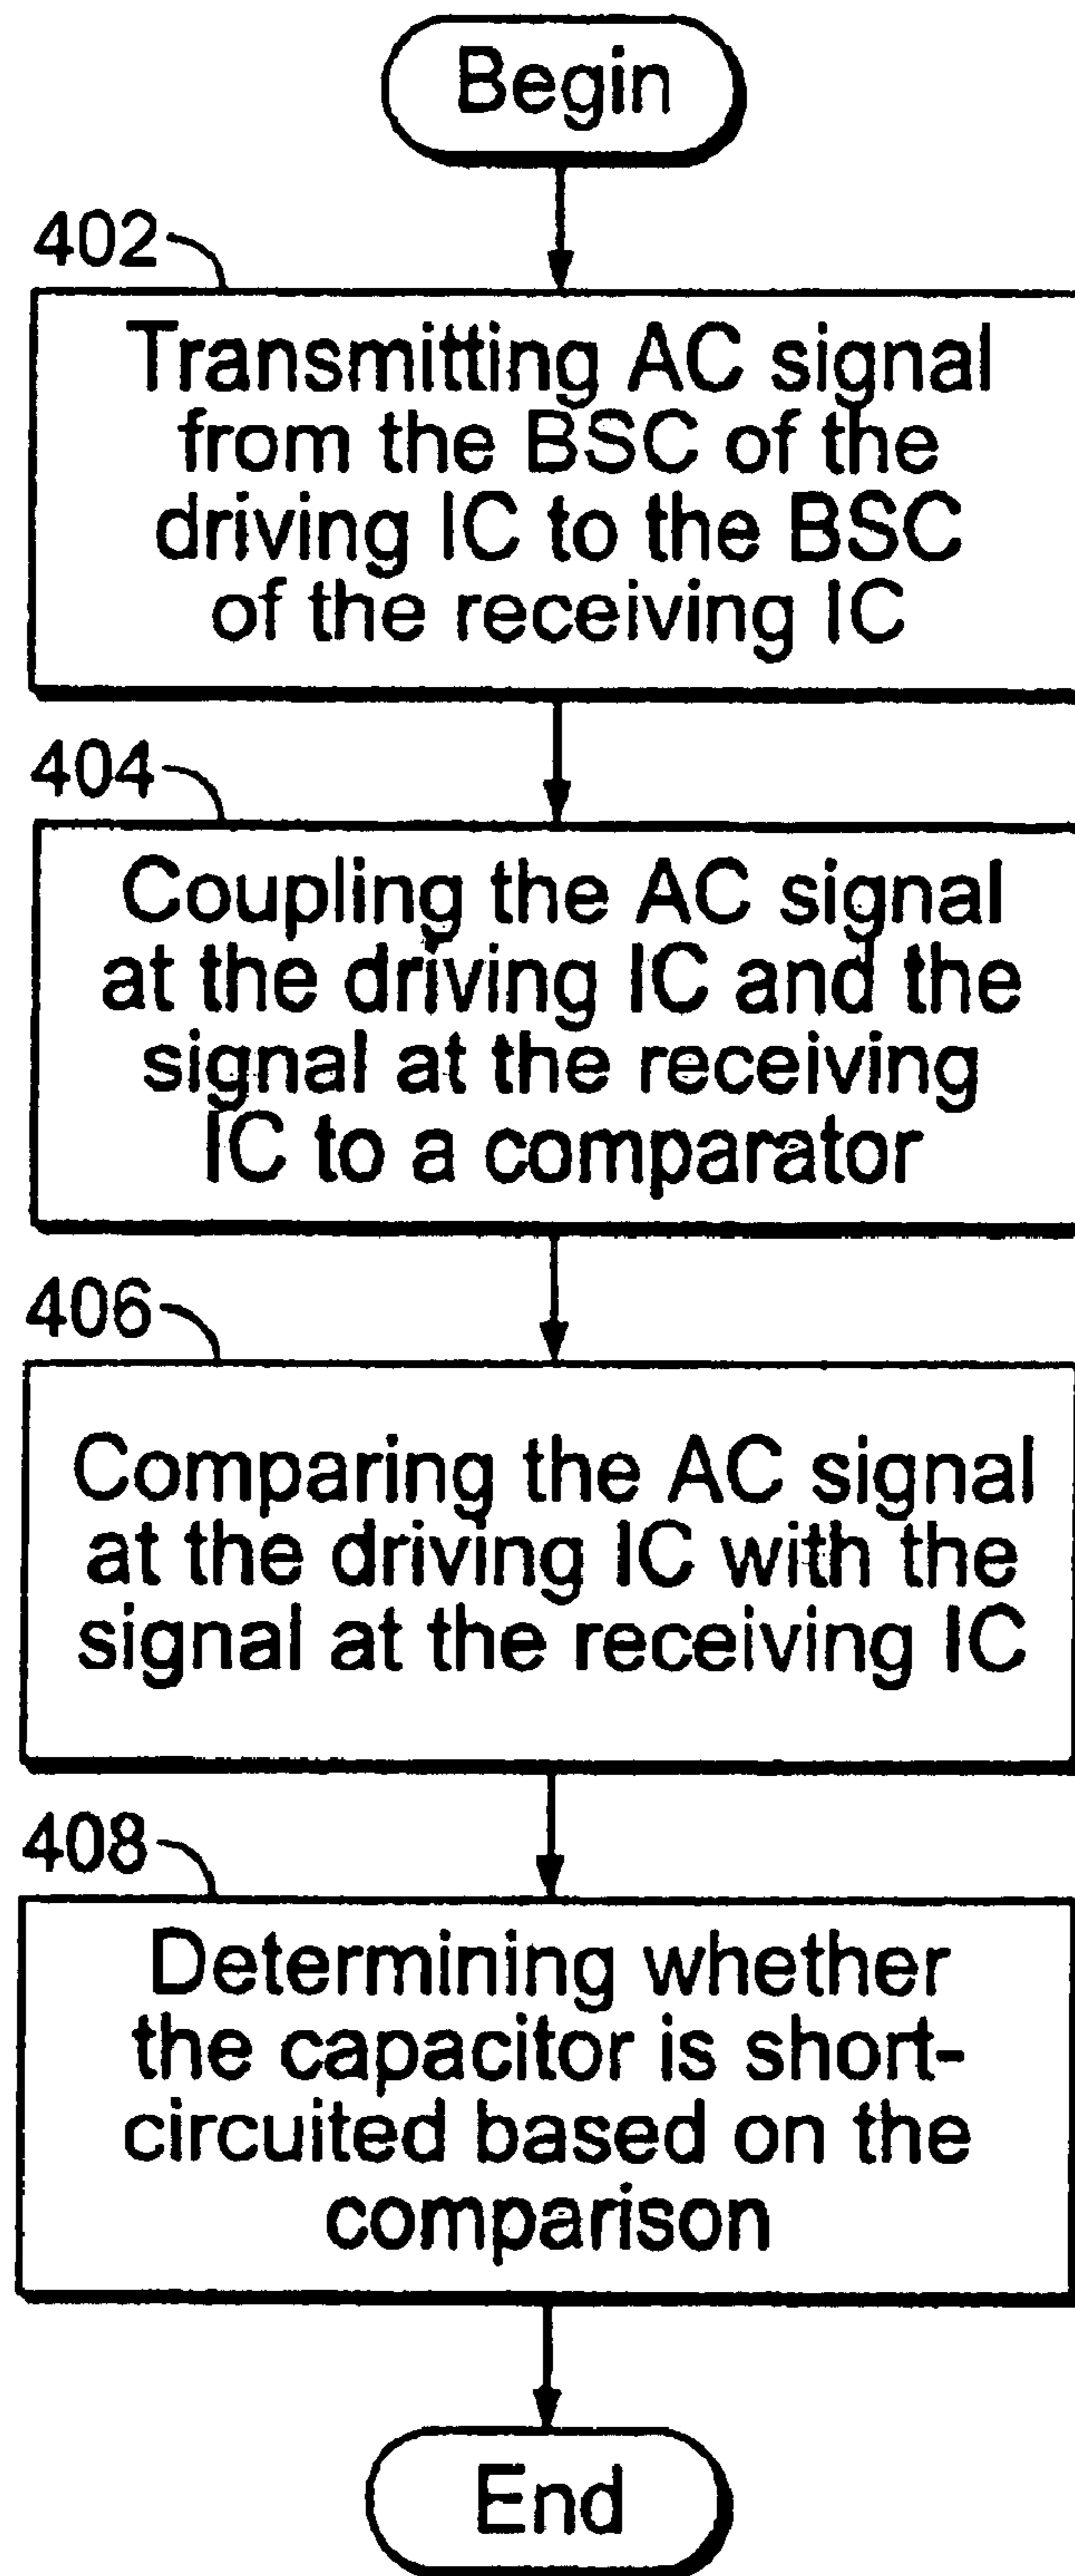 Begin
402
Transmitting AC signal
from the BSC of the
driving IC to the BSC
of the receiving IC
404
Coupling the AC signal
at the driving IC and the
signal at the receiving
IC to a comparator
406
Comparing the AC signal
at the driving IC with the
signal at the receiving IC
408
Determining whether
the capacitor is short-
circuited based on the
comparison
End